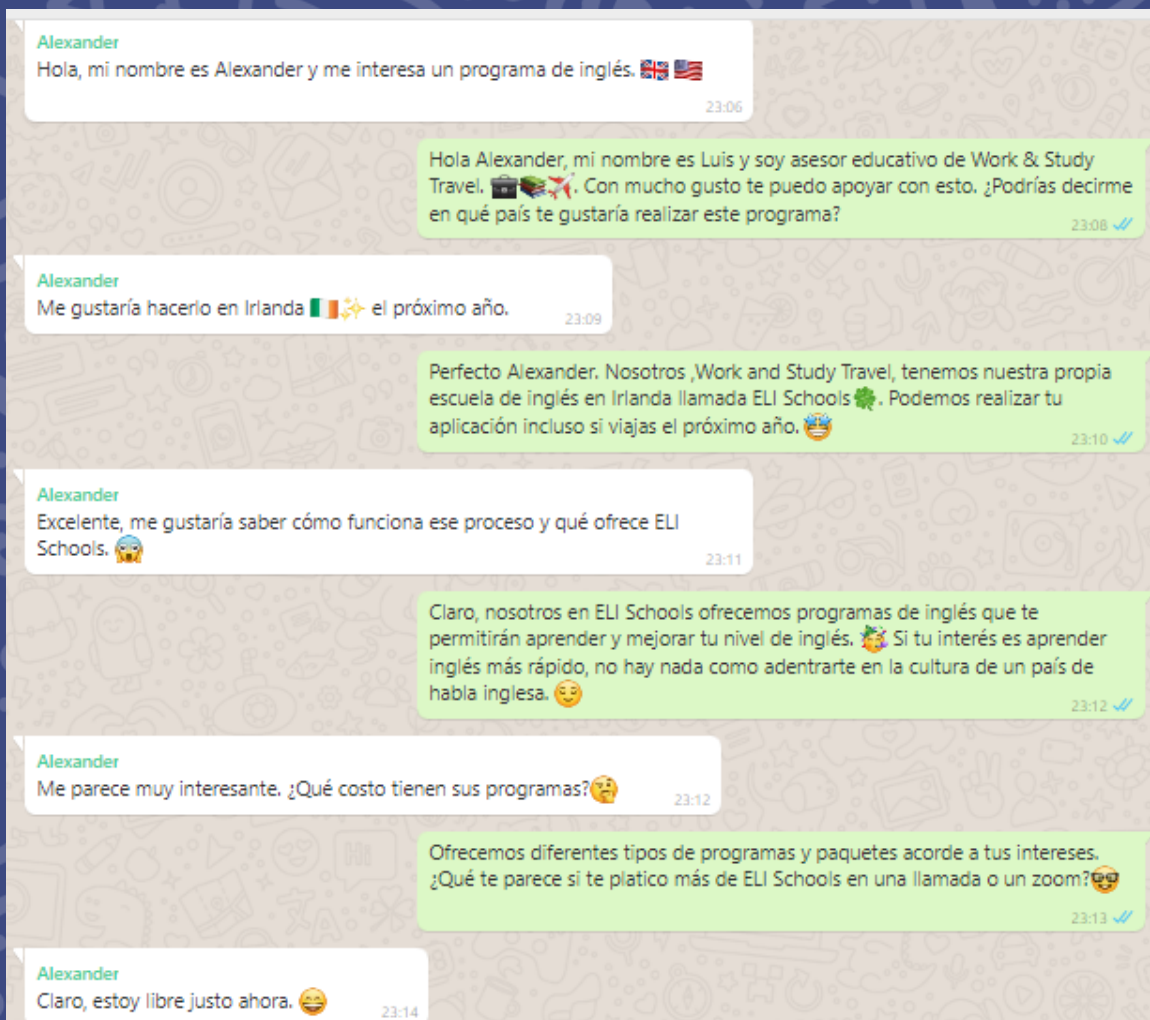 Alexander
Hola, mi nombre es Alexander y me interesa un programa de inglés. 🇬🇧 🇺🇸
23:06
Hola Alexander, mi nombre es Luis y soy asesor educativo de Work & Study
Travel. 💼📚✈️. Con mucho gusto te puedo apoyar con esto. ¿Podrías decirme
en qué país te gustaría realizar este programa?
23:08
Alexander
Me gustaría hacerlo en Irlanda 🇮🇪✨ el próximo año.
23:09
Perfecto Alexander. Nosotros ,Work and Study Travel, tenemos nuestra propia
escuela de inglés en Irlanda llamada ELI Schools🍀. Podemos realizar tu
aplicación incluso si viajas el próximo año. 🤩
23:10
Alexander
Excelente, me gustaría saber cómo funciona ese proceso y qué ofrece ELI
Schools. 😱
23:11
Claro, nosotros en ELI Schools ofrecemos programas de inglés que te
permitirán aprender y mejorar tu nivel de inglés. 🥳 Si tu interés es aprender
inglés más rápido, no hay nada como adentrarte en la cultura de un país de
habla inglesa. 😌
23:12
Alexander
Me parece muy interesante. ¿Qué costo tienen sus programas?🤔
23:12
Ofrecemos diferentes tipos de programas y paquetes acorde a tus intereses.
¿Qué te parece si te platico más de ELI Schools en una llamada o un zoom?🤓
23:13
Alexander
Claro, estoy libre justo ahora. 😄
23:14